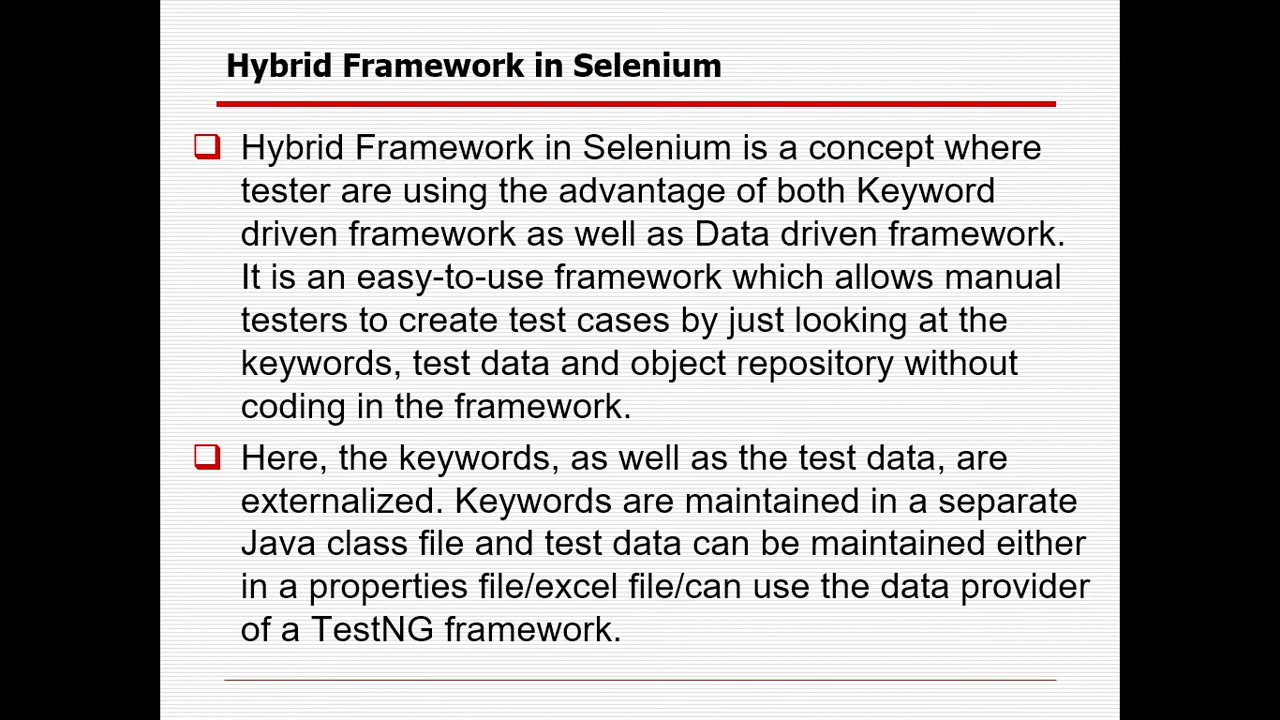 Hybrid Framework in Selenium
Hybrid Framework in Selenium is a concept where
tester are using the advantage of both Keyword
driven framework as well as Data driven framework.
It is an easy-to-use framework which allows manual
testers to create test cases by just looking at the
keywords, test data and object repository without
coding in the framework.
Here, the keywords, as well as the test data, are
externalized. Keywords are maintained in a separate
Java class file and test data can be maintained either
in a properties file/excel file/can use the data provider
of a TestNG framework.